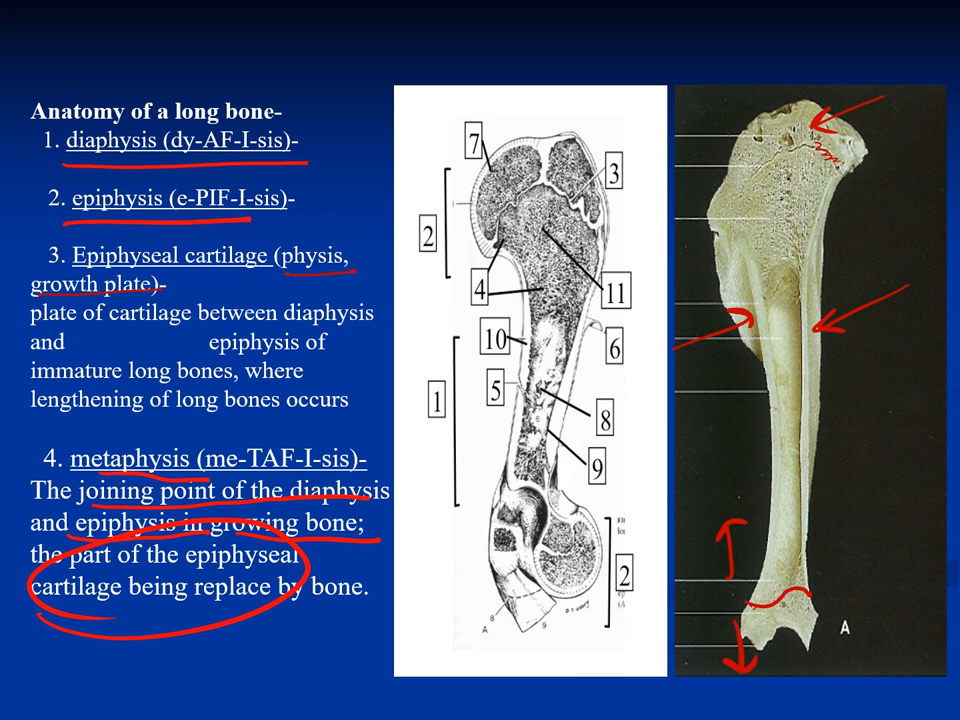 Anatomy of a long bone-
1. diaphysis (dy-AF-I-sis)-
2. epiphysis (e-PIF-I-sis)-
3. Epiphyseal cartilage (physis,
growth plate)-
plate of cartilage between diaphysis
and epiphysis of
immature long bones, where
lengthening of long bones occurs
4. metaphysis (me-TAF-I-sis)-
The joining point of the diaphysis
and epiphysis in growing bone;
the part of the epiphyseal
cartilage being replace by bone.
7
3
2
4
11
10
6
5
1
8
9
2
8
9
A
A